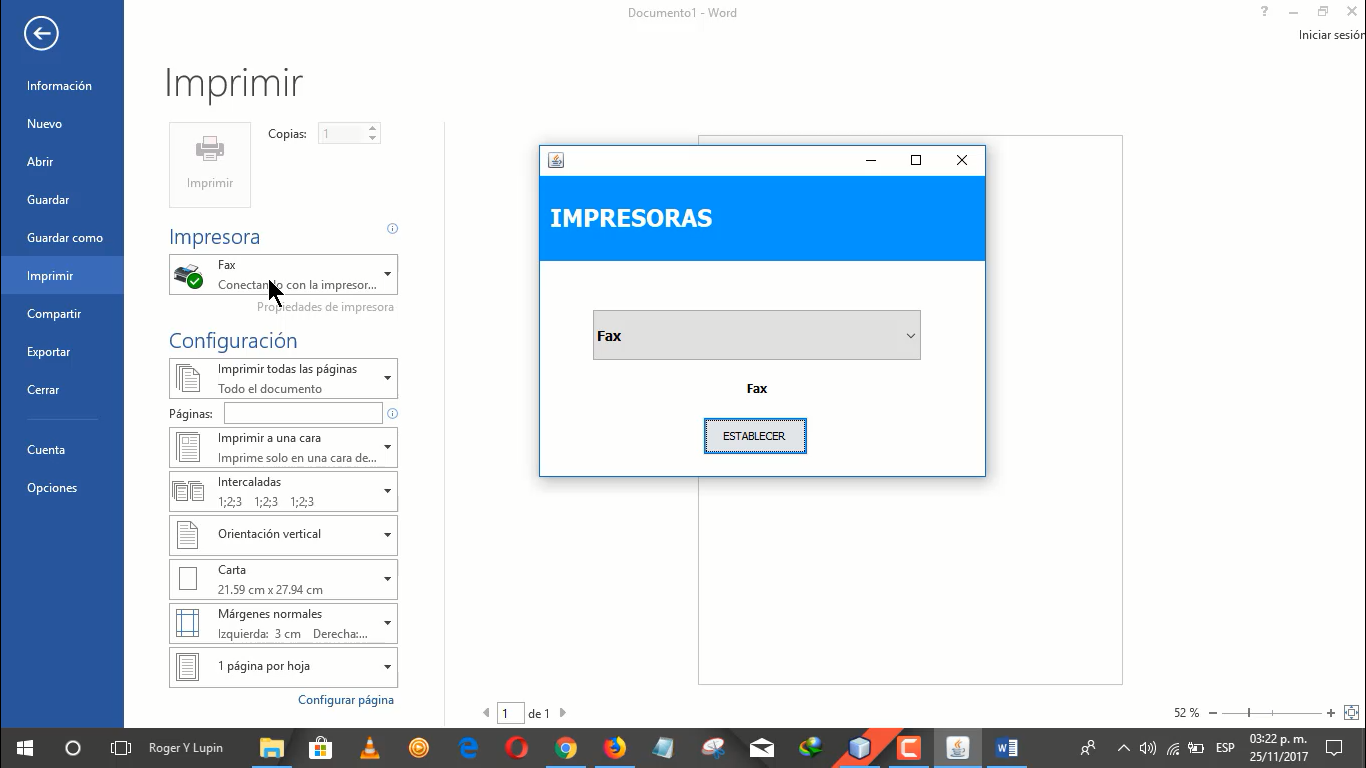 Documento1 - Word
?
Iniciar sesión
Información
Nuevo
Abrir
Guardar
Guardar como
Imprimir
Compartir
Exportar
Cerrar
Cuenta
Opciones
Imprimir
Imprimir
Copias: 1
Impresora
Fax
Conectando con la impresor...
Propiedades de impresora
Configuración
Imprimir todas las páginas
Todo el documento
Páginas:
Imprimir a una cara
Imprime solo en una cara de...
Intercaladas
1;2;3 1;2;3 1;2;3
Orientación vertical
Carta
21.59 cm x 27.94 cm
Márgenes normales
Izquierda: 3 cm Derecha:...
1 página por hoja
Configurar página
IMPRESORAS
Fax
Fax
ESTABLECER
1 de 1
52 %
Roger Y Lupin
ESP
03:22 p. m.
25/11/2017